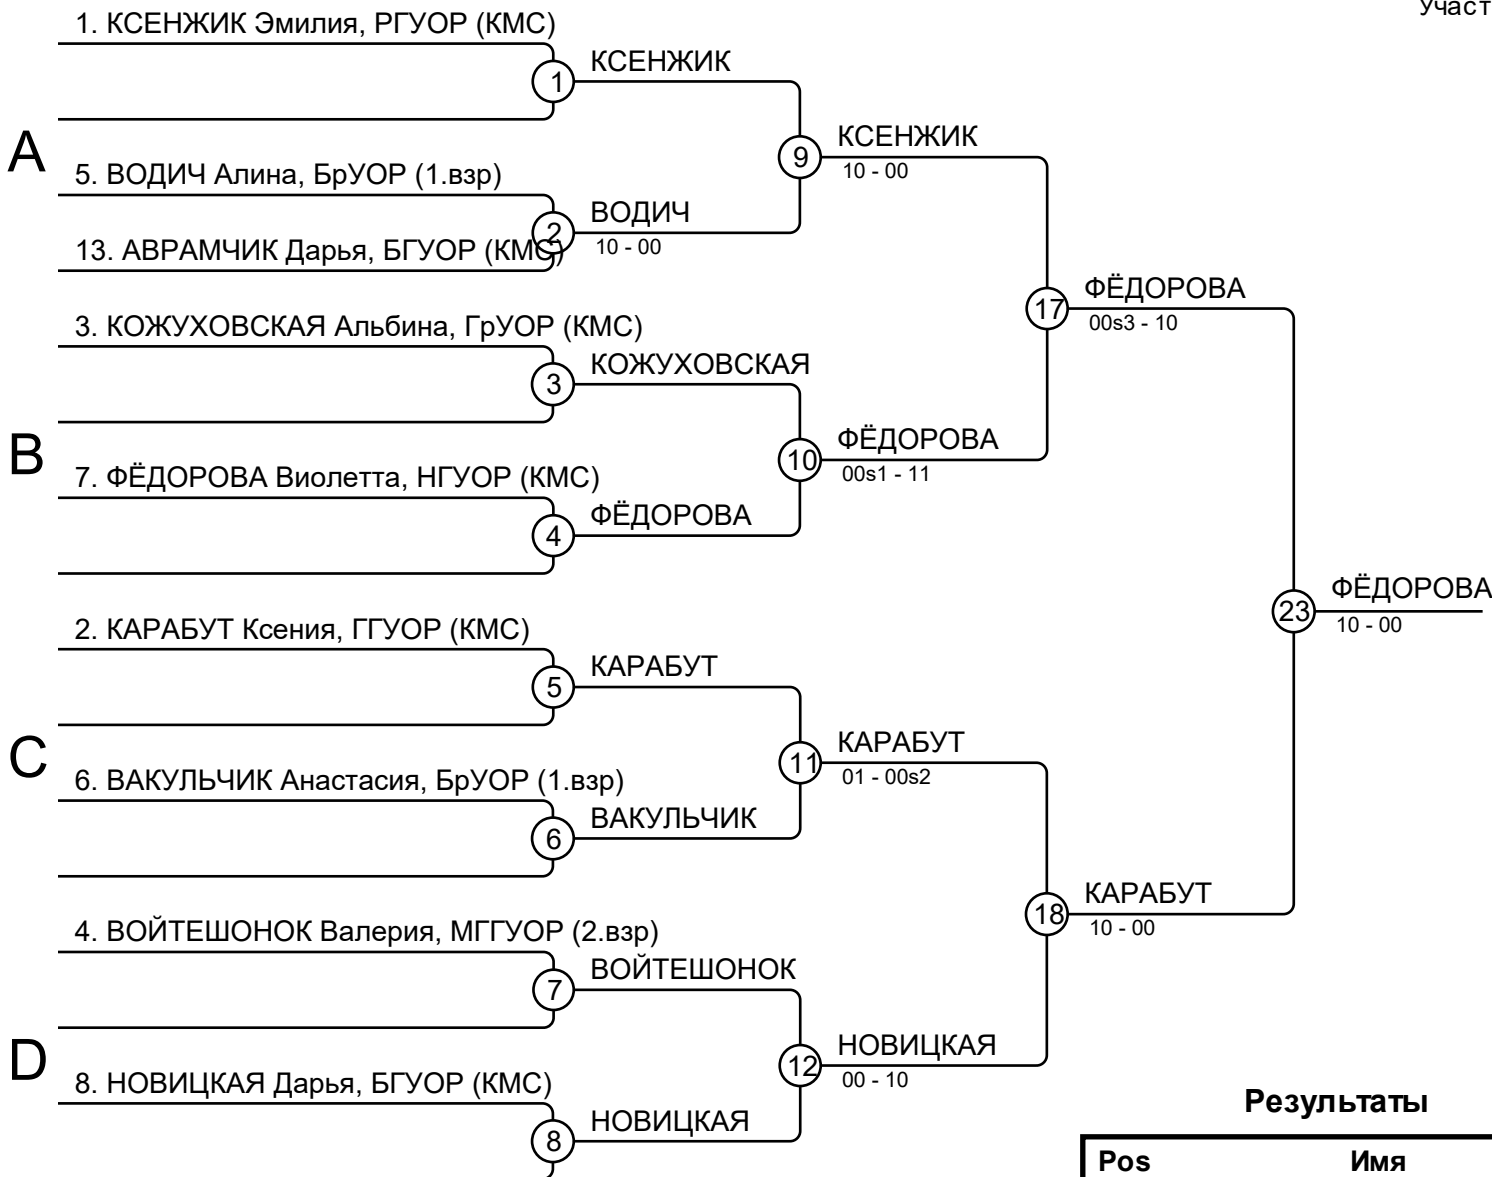 Участ
1. КСЕНЖИК Эмилия, РГУОР (КМС)
1
КСЕНЖИК
A
9
КСЕНЖИК
10 - 00
5. ВОДИЧ Алина, БрУОР (1.взр)
2
ВОДИЧ
10 - 00
13. АВРАМЧИК Дарья, БГУОР (КМС)
17
ФЁДОРОВА
00s3 - 10
3. КОЖУХОВСКАЯ Альбина, ГрУОР (КМС)
3
КОЖУХОВСКАЯ
B
10
ФЁДОРОВА
00s1 - 11
7. ФЁДОРОВА Виолетта, НГУОР (КМС)
4
ФЁДОРОВА
23
ФЁДОРОВА
10 - 00
2. КАРАБУТ Ксения, ГГУОР (КМС)
5
КАРАБУТ
C
11
КАРАБУТ
01 - 00s2
6. ВАКУЛЬЧИК Анастасия, БрУОР (1.взр)
6
ВАКУЛЬЧИК
18
КАРАБУТ
10 - 00
4. ВОЙТЕШОНОК Валерия, МГГУОР (2.взр)
7
ВОЙТЕШОНОК
D
12
НОВИЦКАЯ
00 - 10
8. НОВИЦКАЯ Дарья, БГУОР (КМС)
8
НОВИЦКАЯ
Результаты
Pos Имя